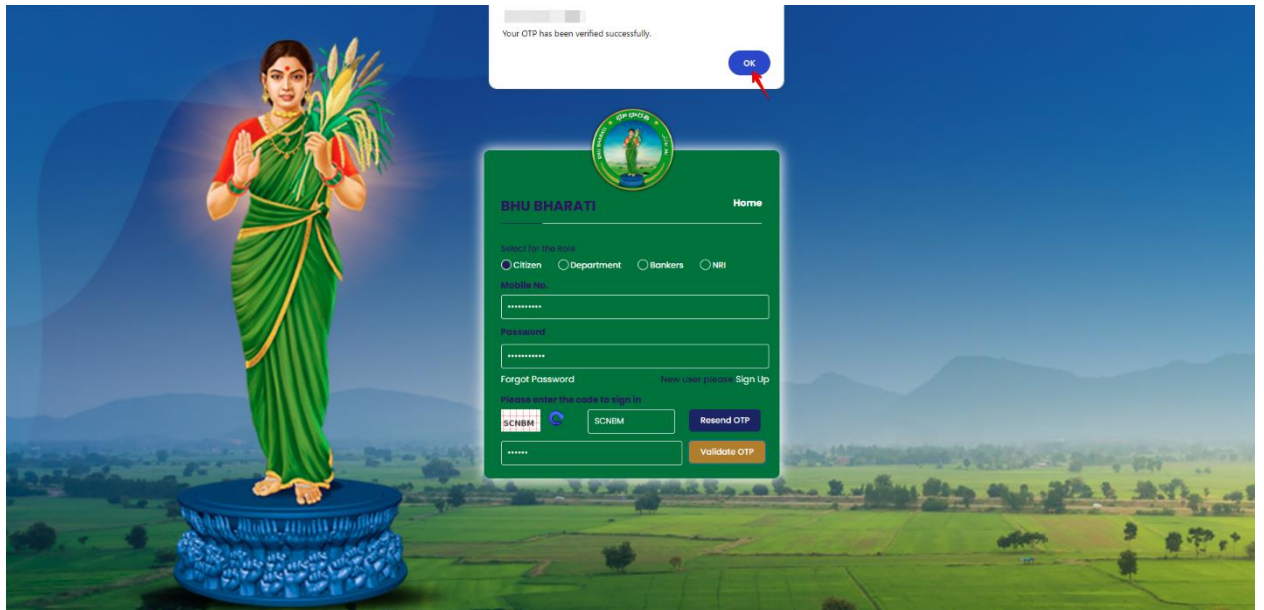 Your OTP has been verified successfully.
OK
BHU BHARATI
Home
Select for the Role
Citizen Department Bankers NRI
Mobile No.
••••••••••
Password
•••••••••••
Forgot Password New user please Sign Up
Please enter the code to sign in
SCNBM SCNBM Resend OTP
•••••• Validate OTP